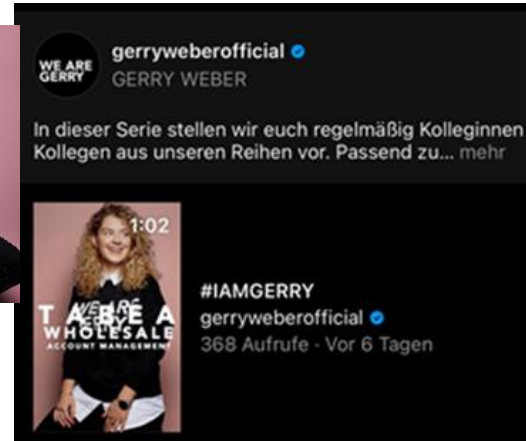 WE ARE
GERRY
gerryweberofficial
GERRY WEBER
In dieser Serie stellen wir euch regelmäßig Kolleginnen
Kollegen aus unseren Reihen vor. Passend zu... mehr
1:02
WE ARE
GERRY
TABEA
WHOLESALE
ACCOUNT MANAGEMENT
#IAMGERRY
gerryweberofficial
368 Aufrufe · Vor 6 Tagen